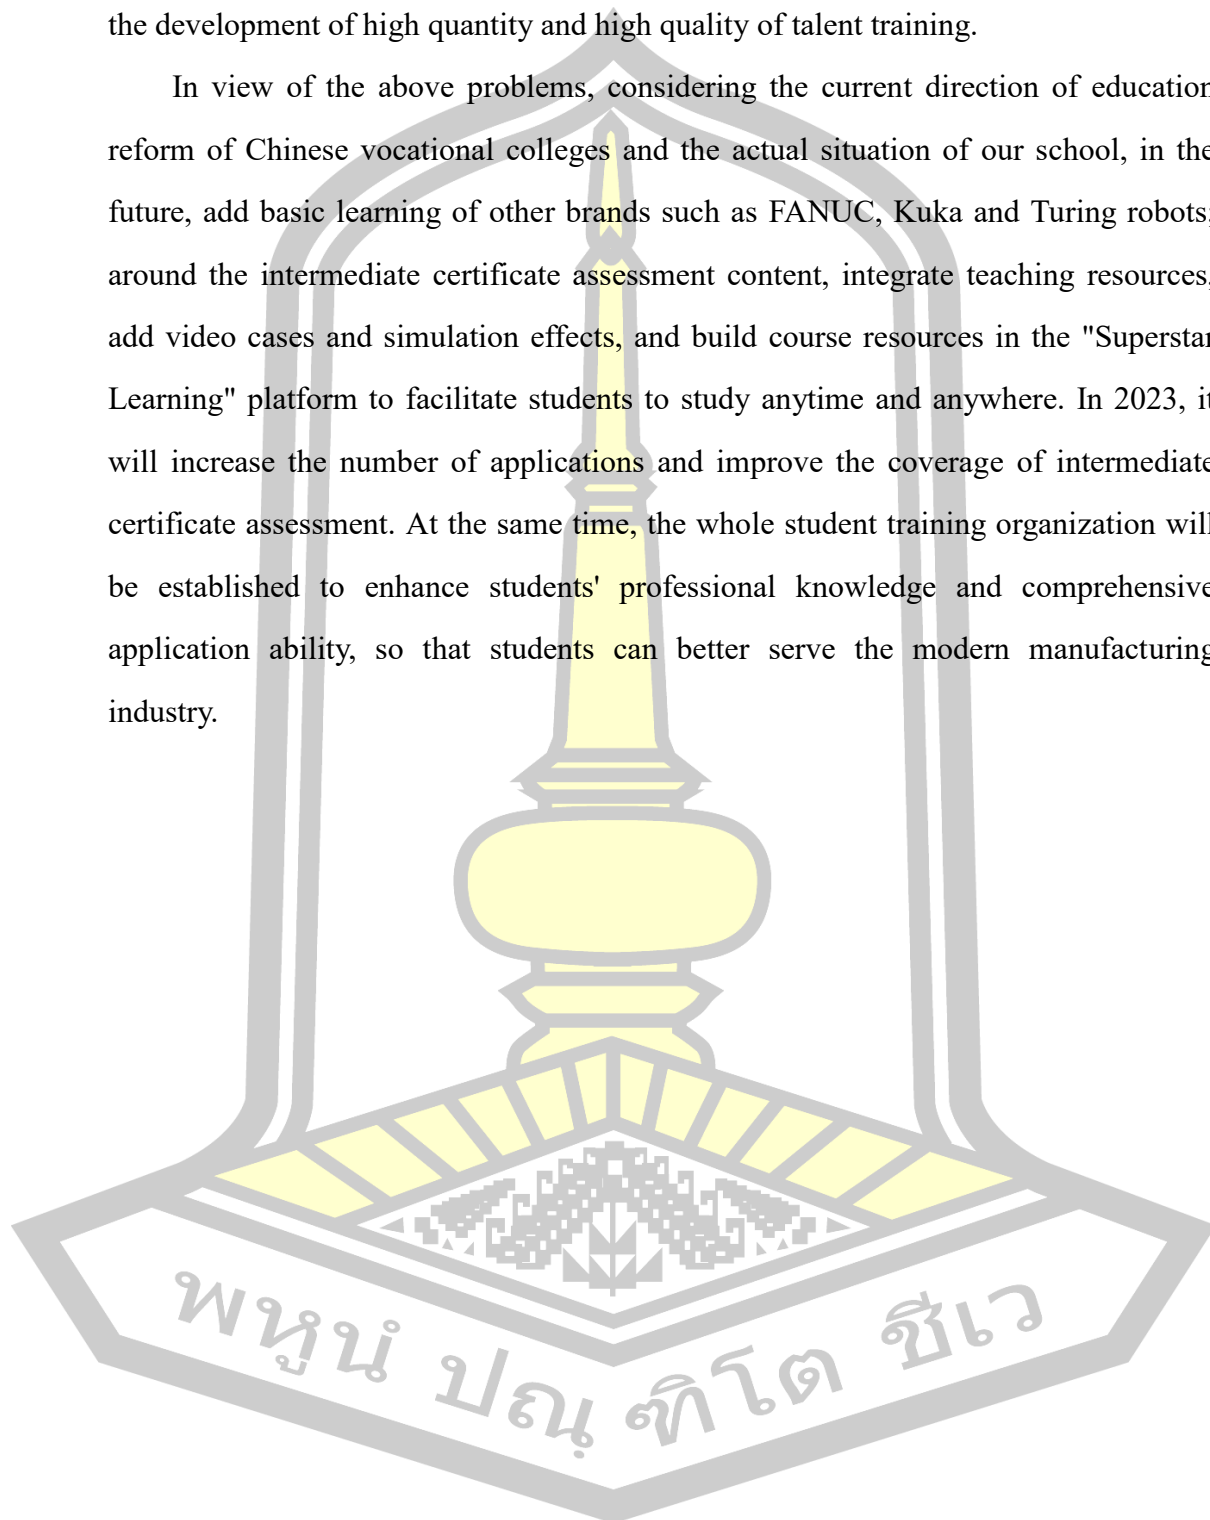 the development of high quantity and high quality of talent training.
In view of the above problems, considering the current direction of education
reform of Chinese vocational colleges and the actual situation of our school, in the
future, add basic learning of other brands such as FANUC, Kuka and Turing robots;
around the intermediate certificate assessment content, integrate teaching resources,
add video cases and simulation effects, and build course resources in the "Superstar
Learning" platform to facilitate students to study anytime and anywhere. In 2023, it
will increase the number of applications and improve the coverage of intermediate
certificate assessment. At the same time, the whole student training organization will
be established to enhance students' professional knowledge and comprehensive
application ability, so that students can better serve the modern manufacturing
industry.
พหูนํ ปณฺ ฑิโต ชีเว